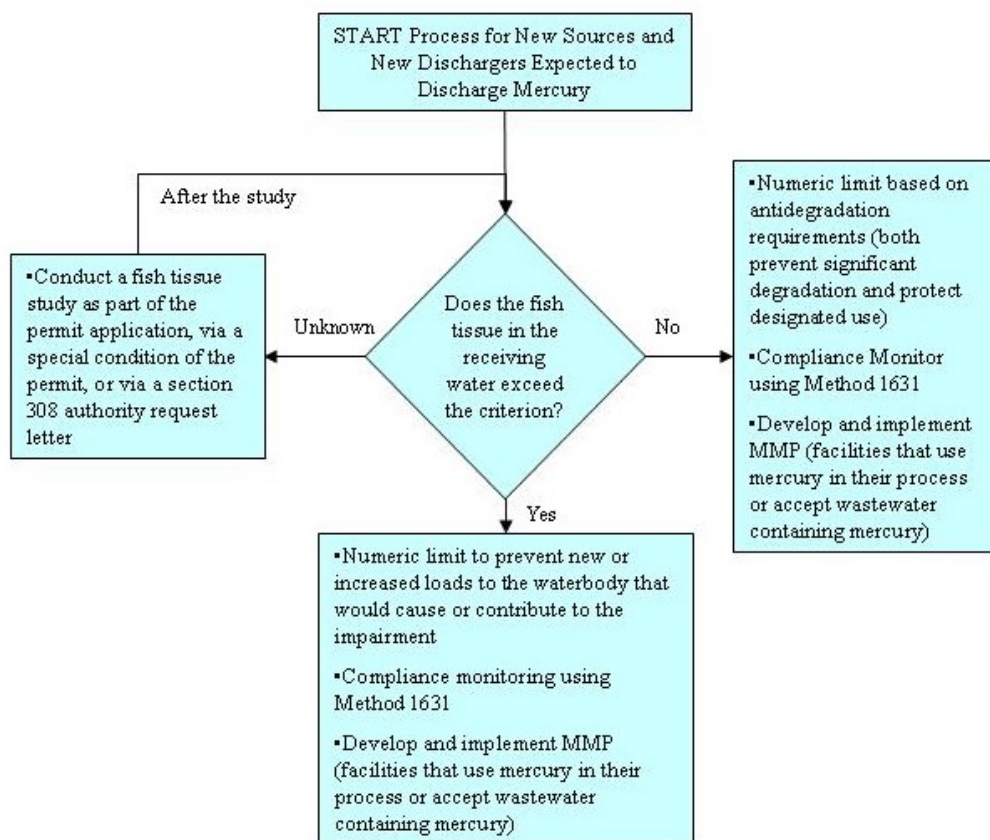 START Process for New Sources and
New Dischargers Expected to
Discharge Mercury
After the study
▪Conduct a fish tissue
study as part of the
permit application, via a
special condition of the
permit, or via a section
308 authority request
letter
Unknown
Does the fish
tissue in the
receiving
water exceed
the criterion?
No
▪Numeric limit based on
antidegradation
requirements (both
prevent significant
degradation and protect
designated use)
▪Compliance Monitor
using Method 1631
▪Develop and implement
MMP (facilities that use
mercury in their process
or accept wastewater
containing mercury)
Yes
▪Numeric limit to prevent new or
increased loads to the waterbody that
would cause or contribute to the
impairment
▪Compliance monitoring using
Method 1631
▪Develop and implement MMP
(facilities that use mercury in their
process or accept wastewater
containing mercury)